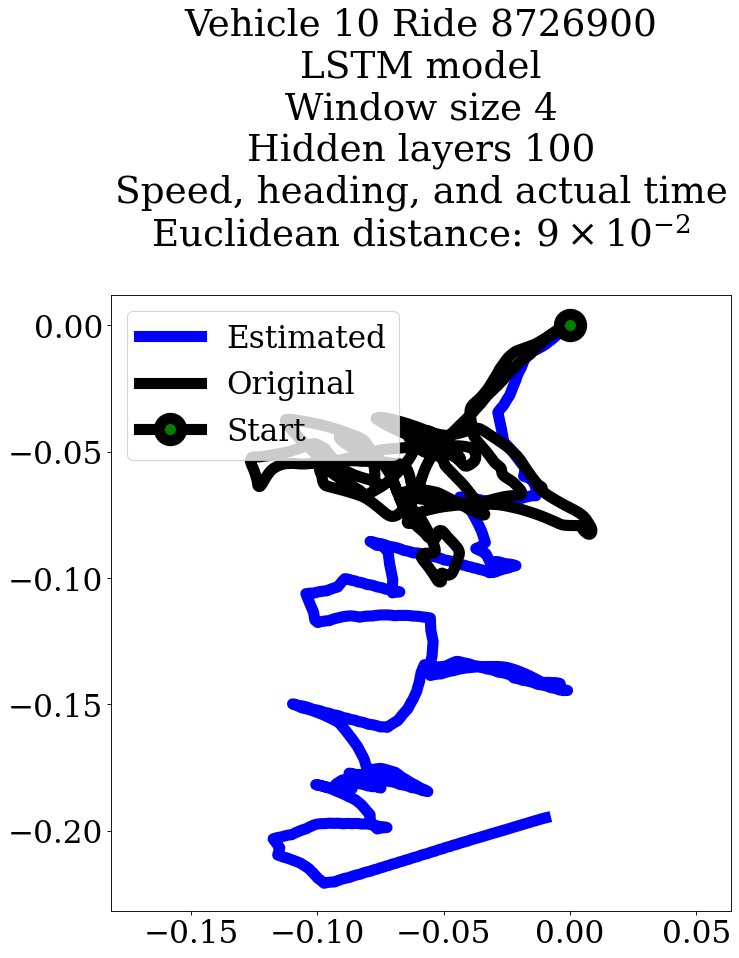 Vehicle 10 Ride 8726900
LSTM model
Window size 4
Hidden layers 100
Speed, heading, and actual time
Euclidean distance: 9 × 10⁻²
Estimated
Original
Start
0.00
−0.05
−0.10
−0.15
−0.20
−0.15 −0.10 −0.05 0.00 0.05